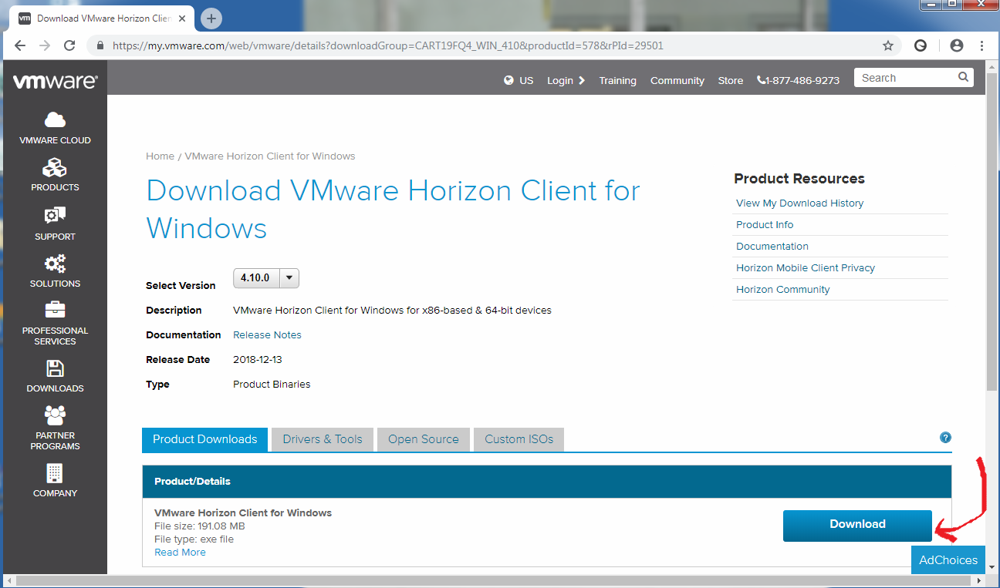 Download VMware Horizon Clien
https://my.vmware.com/web/vmware/details?downloadGroup=CART19FQ4_WIN_410&productId=578&rPId=29501
vmware®
US Login Training Community Store 1-877-486-9273 Search
VMWARE CLOUD
PRODUCTS
SUPPORT
SOLUTIONS
PROFESSIONAL
SERVICES
DOWNLOADS
PARTNER
PROGRAMS
COMPANY
Home / VMware Horizon Client for Windows
Download VMware Horizon Client for
Windows
Select Version 4.10.0
Description VMware Horizon Client for Windows for x86-based & 64-bit devices
Documentation Release Notes
Release Date 2018-12-13
Type Product Binaries
Product Resources
View My Download History
Product Info
Documentation
Horizon Mobile Client Privacy
Horizon Community
Product Downloads Drivers & Tools Open Source Custom ISOs ?
Product/Details
VMware Horizon Client for Windows
File size: 191.08 MB
File type: exe file
Read More
Download
AdChoices